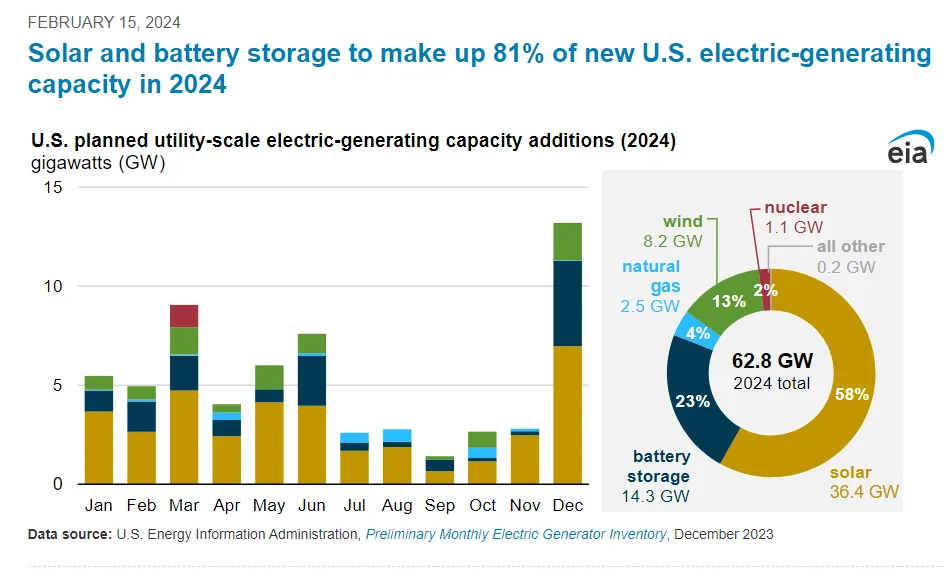 FEBRUARY 15, 2024
Solar and battery storage to make up 81% of new U.S. electric-generating
capacity in 2024
U.S. planned utility-scale electric-generating capacity additions (2024)
gigawatts (GW)
eia
15
10
5
0
Jan Feb Mar Apr May Jun Jul Aug Sep Oct Nov Dec
nuclear
1.1 GW
wind
8.2 GW
all other
0.2 GW
natural
gas
2.5 GW
2%
13%
4%
62.8 GW
2024 total
58%
23%
battery
storage
14.3 GW
solar
36.4 GW
Data source: U.S. Energy Information Administration, Preliminary Monthly Electric Generator Inventory, December 2023